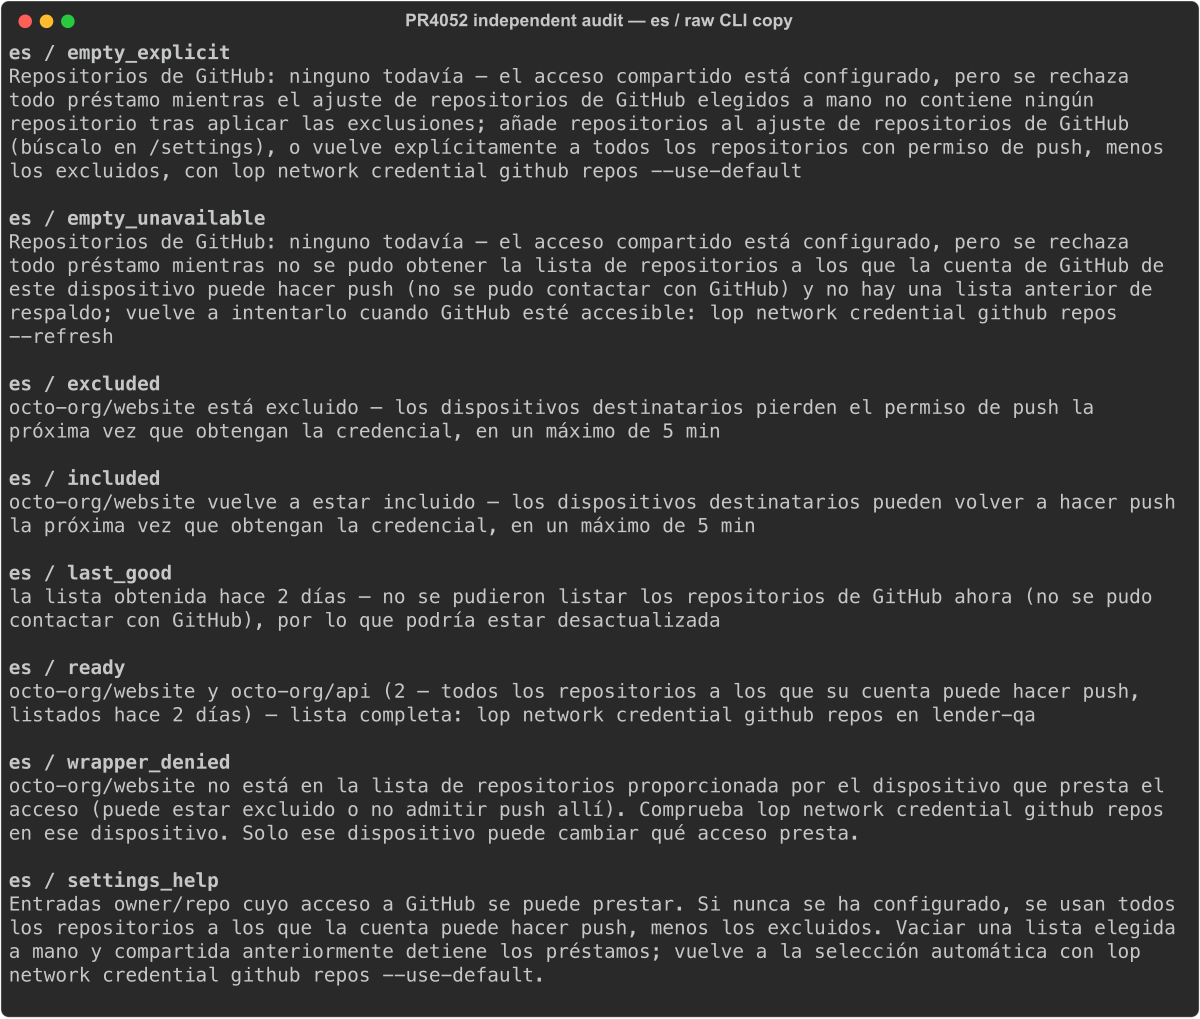 PR4052 independent audit — es / raw CLI copy
es / empty_explicit
Repositorios de GitHub: ninguno todavía — el acceso compartido está configurado, pero se rechaza
todo préstamo mientras el ajuste de repositorios de GitHub elegidos a mano no contiene ningún
repositorio tras aplicar las exclusiones; añade repositorios al ajuste de repositorios de GitHub
(búscalo en /settings), o vuelve explícitamente a todos los repositorios con permiso de push, menos
los excluidos, con lop network credential github repos --use-default
es / empty_unavailable
Repositorios de GitHub: ninguno todavía — el acceso compartido está configurado, pero se rechaza
todo préstamo mientras no se pudo obtener la lista de repositorios a los que la cuenta de GitHub de
este dispositivo puede hacer push (no se pudo contactar con GitHub) y no hay una lista anterior de
respaldo; vuelve a intentarlo cuando GitHub esté accesible: lop network credential github repos
--refresh
es / excluded
octo-org/website está excluido — los dispositivos destinatarios pierden el permiso de push la
próxima vez que obtengan la credencial, en un máximo de 5 min
es / included
octo-org/website vuelve a estar incluido — los dispositivos destinatarios pueden volver a hacer push
la próxima vez que obtengan la credencial, en un máximo de 5 min
es / last_good
la lista obtenida hace 2 días — no se pudieron listar los repositorios de GitHub ahora (no se pudo
contactar con GitHub), por lo que podría estar desactualizada
es / ready
octo-org/website y octo-org/api (2 — todos los repositorios a los que su cuenta puede hacer push,
listados hace 2 días) — lista completa: lop network credential github repos en lender-qa
es / wrapper_denied
octo-org/website no está en la lista de repositorios proporcionada por el dispositivo que presta el
acceso (puede estar excluido o no admitir push allí). Comprueba lop network credential github repos
en ese dispositivo. Solo ese dispositivo puede cambiar qué acceso presta.
es / settings_help
Entradas owner/repo cuyo acceso a GitHub se puede prestar. Si nunca se ha configurado, se usan todos
los repositorios a los que la cuenta puede hacer push, menos los excluidos. Vaciar una lista elegida
a mano y compartida anteriormente detiene los préstamos; vuelve a la selección automática con lop
network credential github repos --use-default.